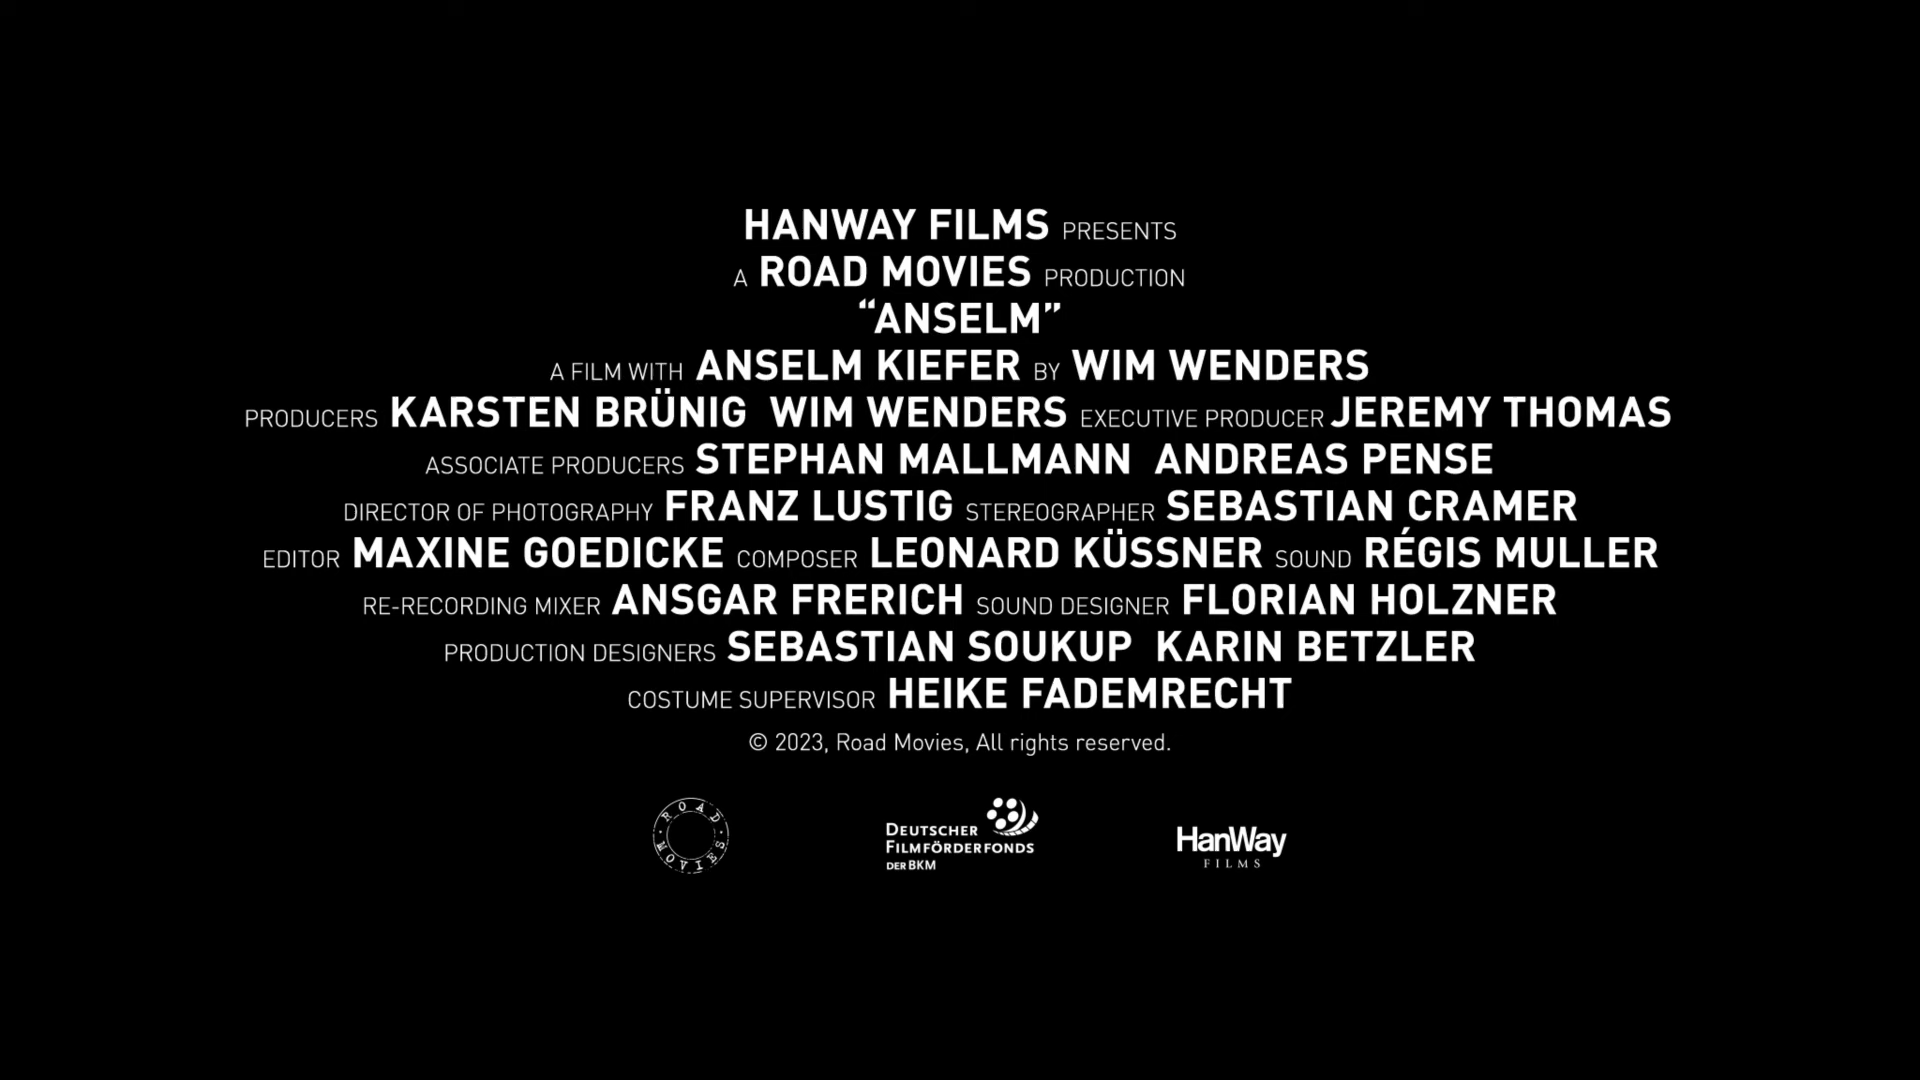 HANWAY FILMS PRESENTS
A ROAD MOVIES PRODUCTION
“ANSELM”
A FILM WITH ANSELM KIEFER BY WIM WENDERS
PRODUCERS KARSTEN BRÜNIG WIM WENDERS EXECUTIVE PRODUCER JEREMY THOMAS
ASSOCIATE PRODUCERS STEPHAN MALLMANN ANDREAS PENSE
DIRECTOR OF PHOTOGRAPHY FRANZ LUSTIG STEREOGRAPHER SEBASTIAN CRAMER
EDITOR MAXINE GOEDICKE COMPOSER LEONARD KÜSSNER SOUND RÉGIS MULLER
RE-RECORDING MIXER ANSGAR FRERICH SOUND DESIGNER FLORIAN HOLZNER
PRODUCTION DESIGNERS SEBASTIAN SOUKUP KARIN BETZLER
COSTUME SUPERVISOR HEIKE FADEMRECHT
© 2023, Road Movies, All rights reserved.
ROAD MOVIES
DEUTSCHER
FILMFÖRDERFONDS
DER BKM
HanWay
FILMS